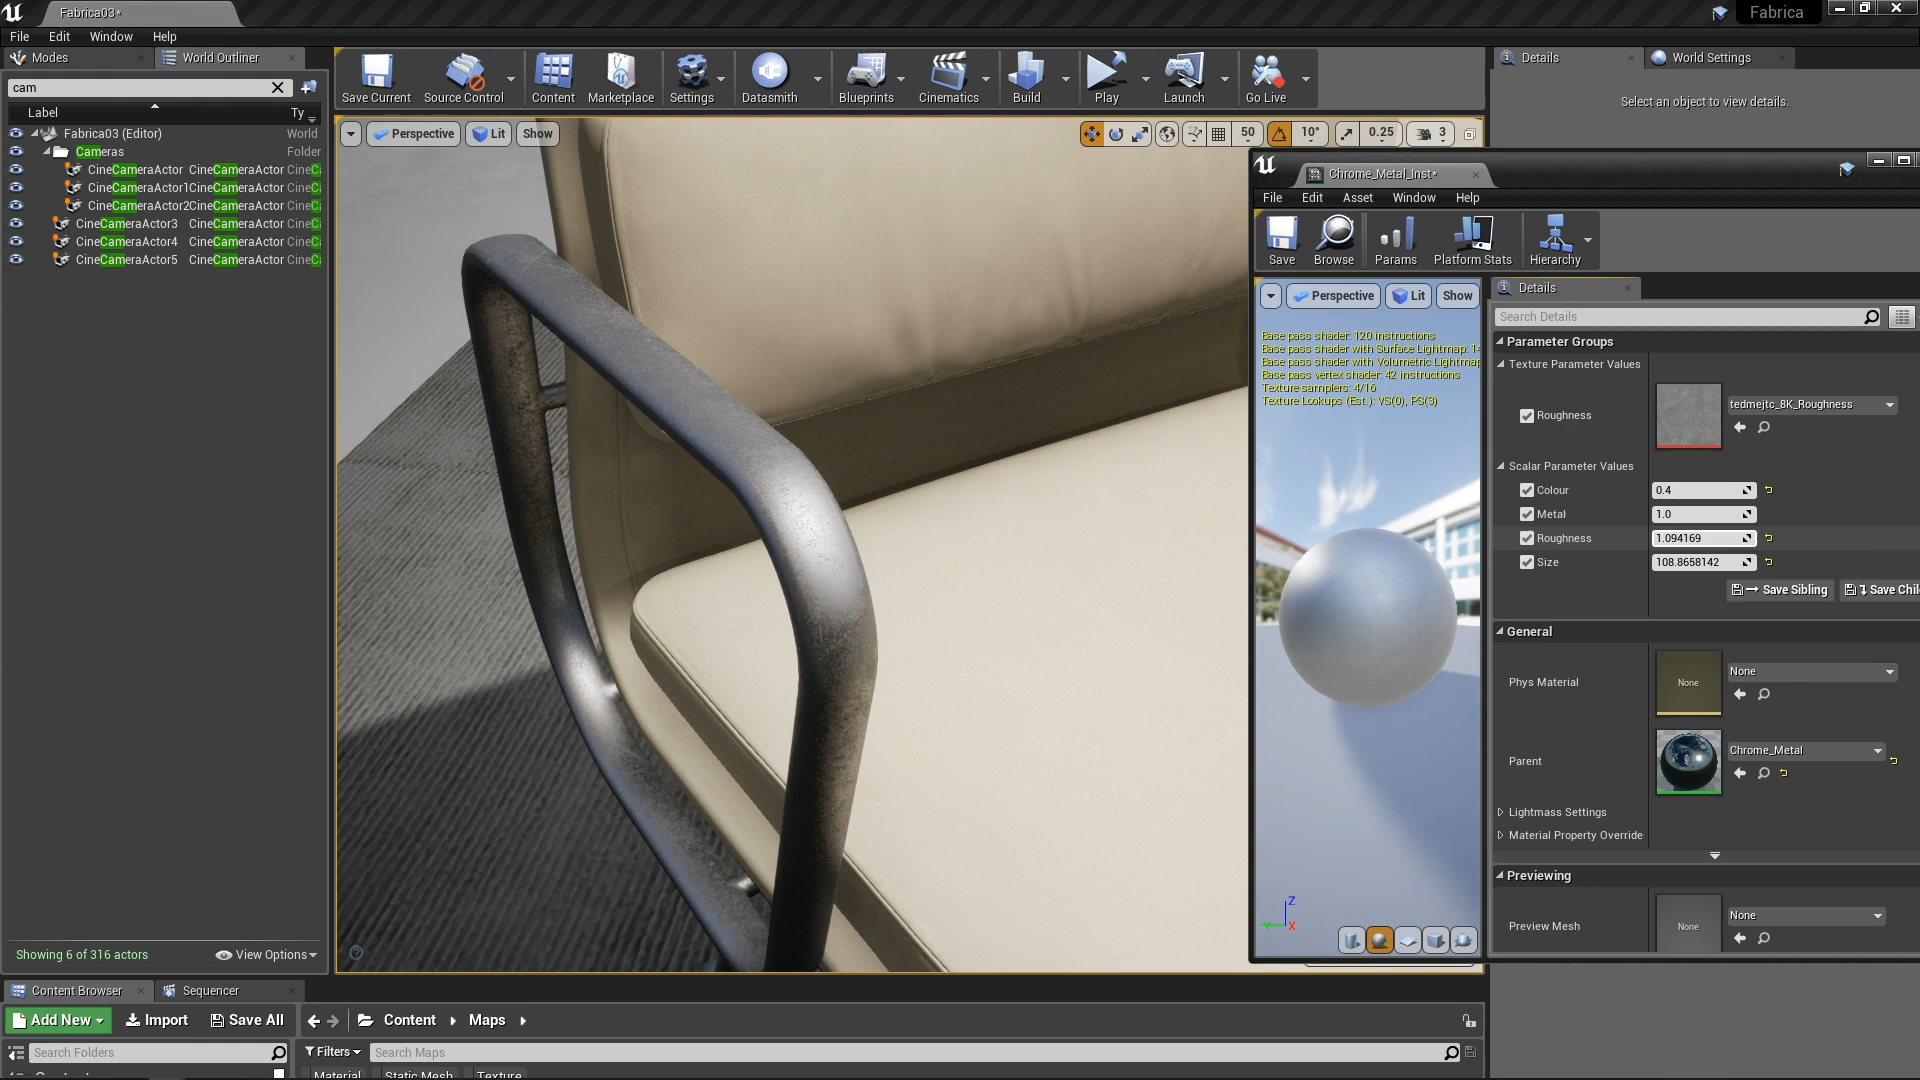 Fabrica03*
Fabrica
File Edit Window Help
Modes
World Outliner
cam
Label
Ty
Fabrica03 (Editor) World
Cameras Folder
CineCameraActor CineCameraActor CineC
CineCameraActor1CineCameraActor CineC
CineCameraActor2CineCameraActor CineC
CineCameraActor3 CineCameraActor CineC
CineCameraActor4 CineCameraActor CineC
CineCameraActor5 CineCameraActor CineC
Showing 6 of 316 actors
View Options
Save Current Source Control Content Marketplace Settings Datasmith Blueprints Cinematics Build Play Launch Go Live
Perspective Lit Show
50 10° 0.25 3
Details
World Settings
Select an object to view details.
Chrome_Metal_Inst*
File Edit Asset Window Help
Save Browse Params Platform Stats Hierarchy
Perspective Lit Show
Base pass shader: 120 instructions
Base pass shader with Surface Lightmap: 14
Base pass shader with Volumetric Lightmap
Base pass vertex shader: 42 instructions
Texture samplers: 4/16
Texture Lookups (Est.): VS(0), PS(3)
Z
Y X
Details
Search Details
Parameter Groups
Texture Parameter Values
Roughness tedmejtc_8K_Roughness
Scalar Parameter Values
Colour 0.4
Metal 1.0
Roughness 1.094169
Size 108.8658142
Save Sibling Save Chil
General
Phys Material None None
Parent Chrome_Metal
Lightmass Settings
Material Property Override
Previewing
Preview Mesh None None
Content Browser
Sequencer
Add New Import Save All Content Maps
Search Folders
Filters
Search Maps
Material Static Mesh Texture